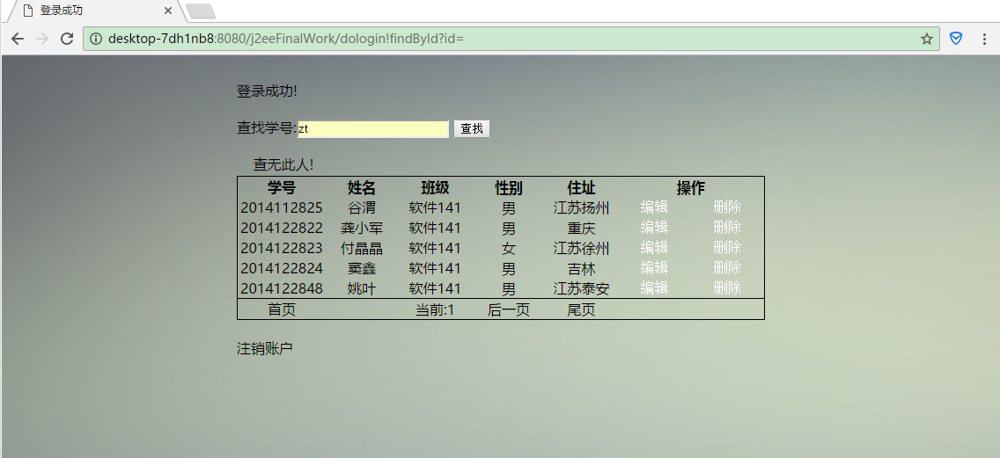 登录成功
desktop-7dh1nb8:8080/j2eeFinalWork/dologin!findById?id=
登录成功!
查找学号:zt 查找
查无此人!
学号 姓名 班级 性别 住址 操作
2014112825 谷渭 软件141 男 江苏扬州 编辑 删除
2014122822 龚小军 软件141 男 重庆 编辑 删除
2014122823 付晶晶 软件141 女 江苏徐州 编辑 删除
2014122824 窦鑫 软件141 男 吉林 编辑 删除
2014122848 姚叶 软件141 男 江苏泰安 编辑 删除
首页 当前:1 后一页 尾页
注销账户